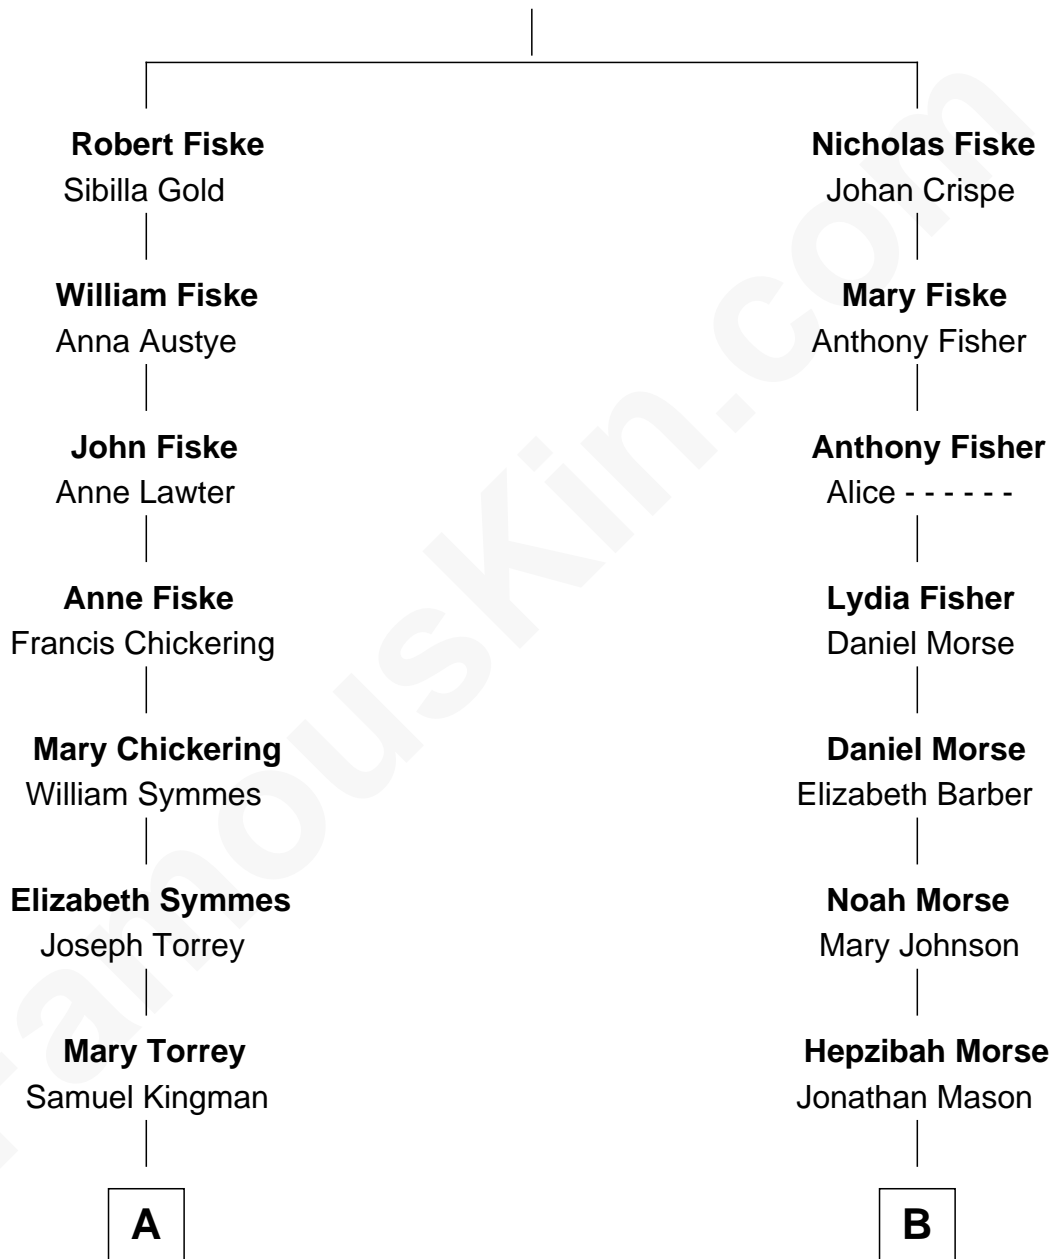 Robert Fiske
Sibilla Gold
William Fiske
Anna Austye
John Fiske
Anne Lawter
Anne Fiske
Francis Chickering
Mary Chickering
William Symmes
Elizabeth Symmes
Joseph Torrey
Mary Torrey
Samuel Kingman
A
Nicholas Fiske
Johan Crispe
Mary Fiske
Anthony Fisher
Anthony Fisher
Alice - - - - - -
Lydia Fisher
Daniel Morse
Daniel Morse
Elizabeth Barber
Noah Morse
Mary Johnson
Hepzibah Morse
Jonathan Mason
B
FamousKin.com